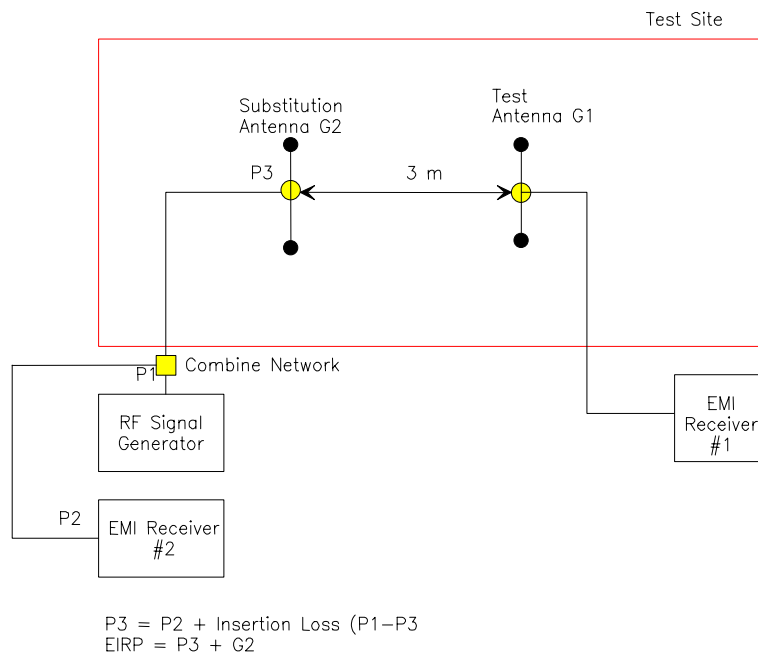 Test Site
Substitution
Antenna G2
Test
Antenna G1
P3
3 m
P1
Combine Network
RF Signal
Generator
EMI
Receiver
#1
P2
EMI Receiver
#2
P3 = P2 + Insertion Loss (P1-P3
EIRP = P3 + G2